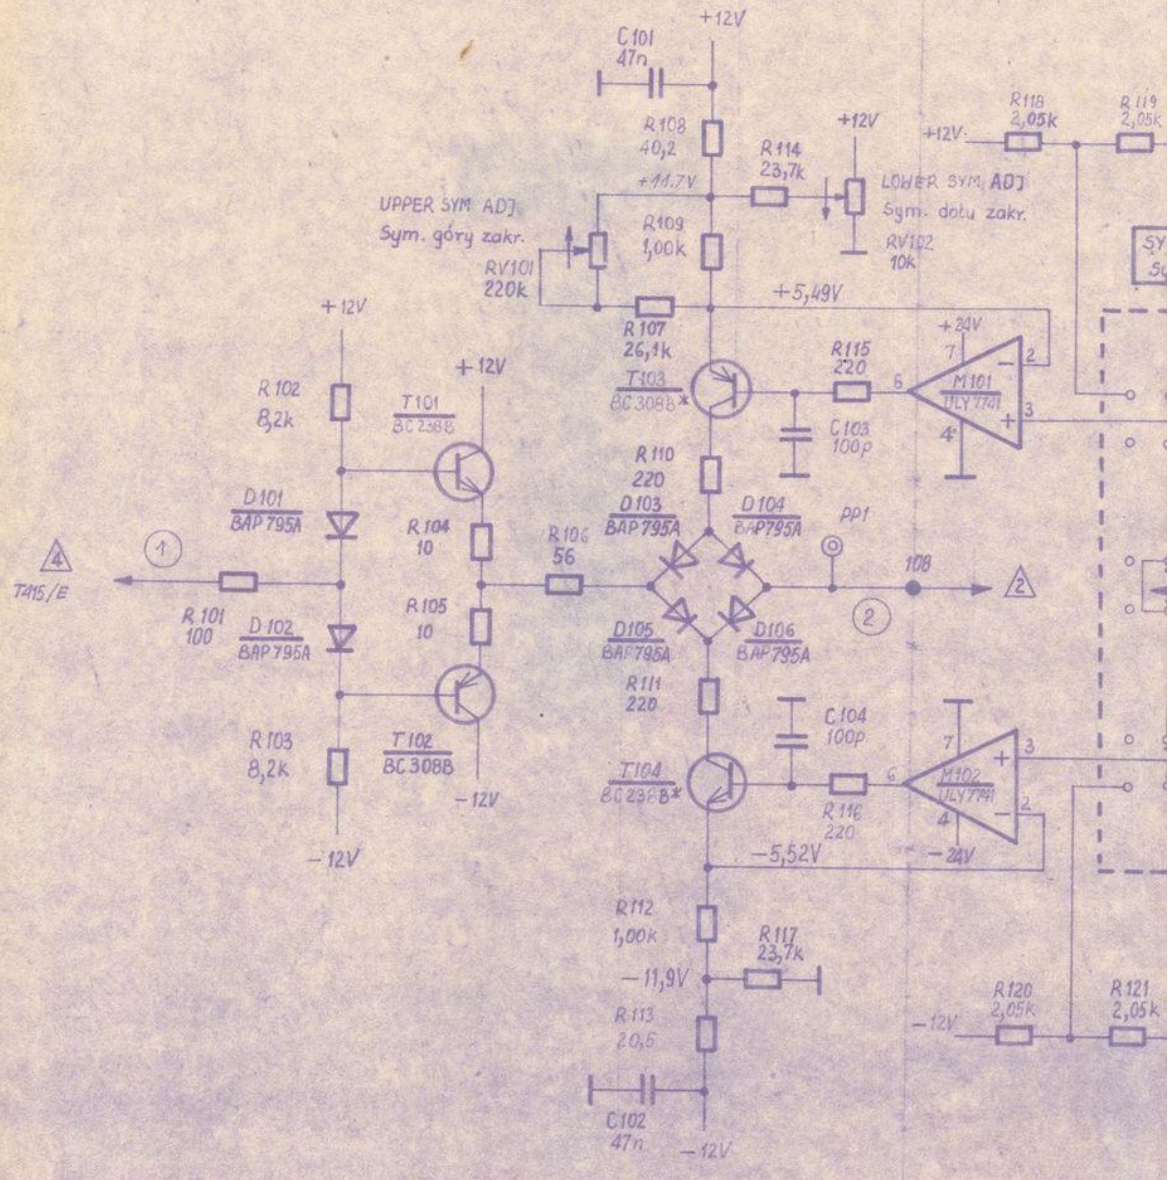 +12V
C101
47n
R108
40,2
+11.7V
R114
23,7k
+12V
LOWER SYM ADJ
Sym. dołu zakr.
RV102
10k
+12V
R118
2,05k
R119
2,05k
UPPER SYM ADJ
Sym. góry zakr.
RV101
220k
R109
1,00k
+5,49V
R107
26,1k
T103
BC308B*
R115
220
C103
100p
+24V
7
2
6
M101
ULY7741
4
3
+12V
R102
8,2k
T101
BC238B
+12V
R110
220
D103
BAP795A
D104
BAP795A
PP1
D101
BAP795A
R104
10
R106
56
4
T415/E
1
R101
100
D102
BAP795A
R105
10
108
2
2
D105
BAP795A
D106
BAP795A
R111
220
R103
8,2k
T102
BC308B
-12V
-12V
C104
100p
T104
BC238B*
R116
220
7
3
6
M102
ULY7741
4
2
-24V
-5,52V
R112
1,00k
R117
23,7k
-11,9V
R113
20,5
C102
47n
-12V
-12V
R120
2,05k
R121
2,05k